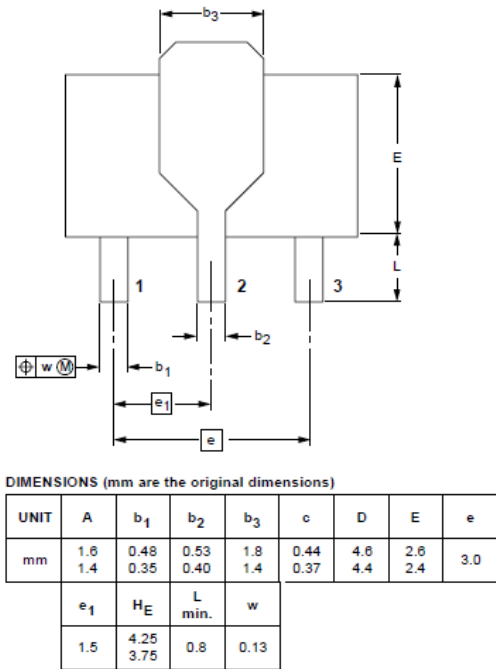 b3
E
L
1 2 3
b2
w M b1
e1
e
DIMENSIONS (mm are the original dimensions)
UNIT A b1 b2 b3 c D E e
mm 1.6 0.48 0.53 1.8 0.44 4.6 2.6 3.0
1.4 0.35 0.40 1.4 0.37 4.4 2.4
e1 HE L min. w
1.5 4.25 0.8 0.13
3.75